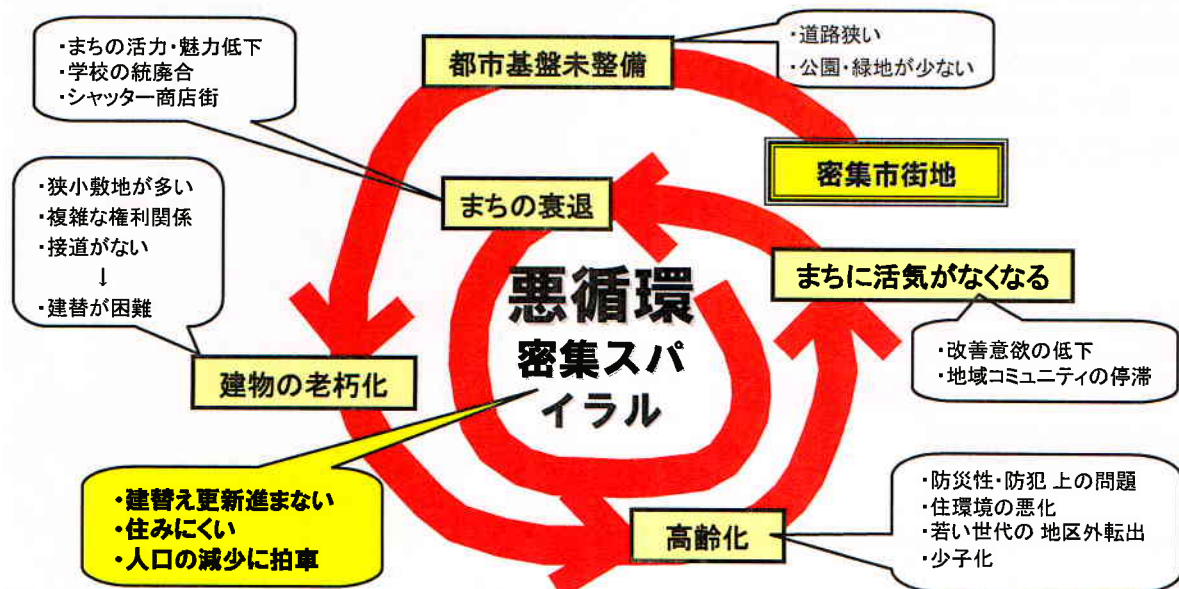 ・まちの活力・魅力低下
・学校の統廃合
・シャッター商店街
都市基盤未整備
・道路狭い
・公園・緑地が少ない
密集市街地
・狭小敷地が多い
・複雑な権利関係
・接道がない
↓
・建替が困難
まちの衰退
まちに活気がなくなる
悪循環
密集スパ
イラル
・改善意欲の低下
・地域コミュニティの停滞
建物の老朽化
・建替え更新進まない
・住みにくい
・人口の減少に拍車
高齢化
・防災性・防犯 上の問題
・住環境の悪化
・若い世代の 地区外転出
・少子化